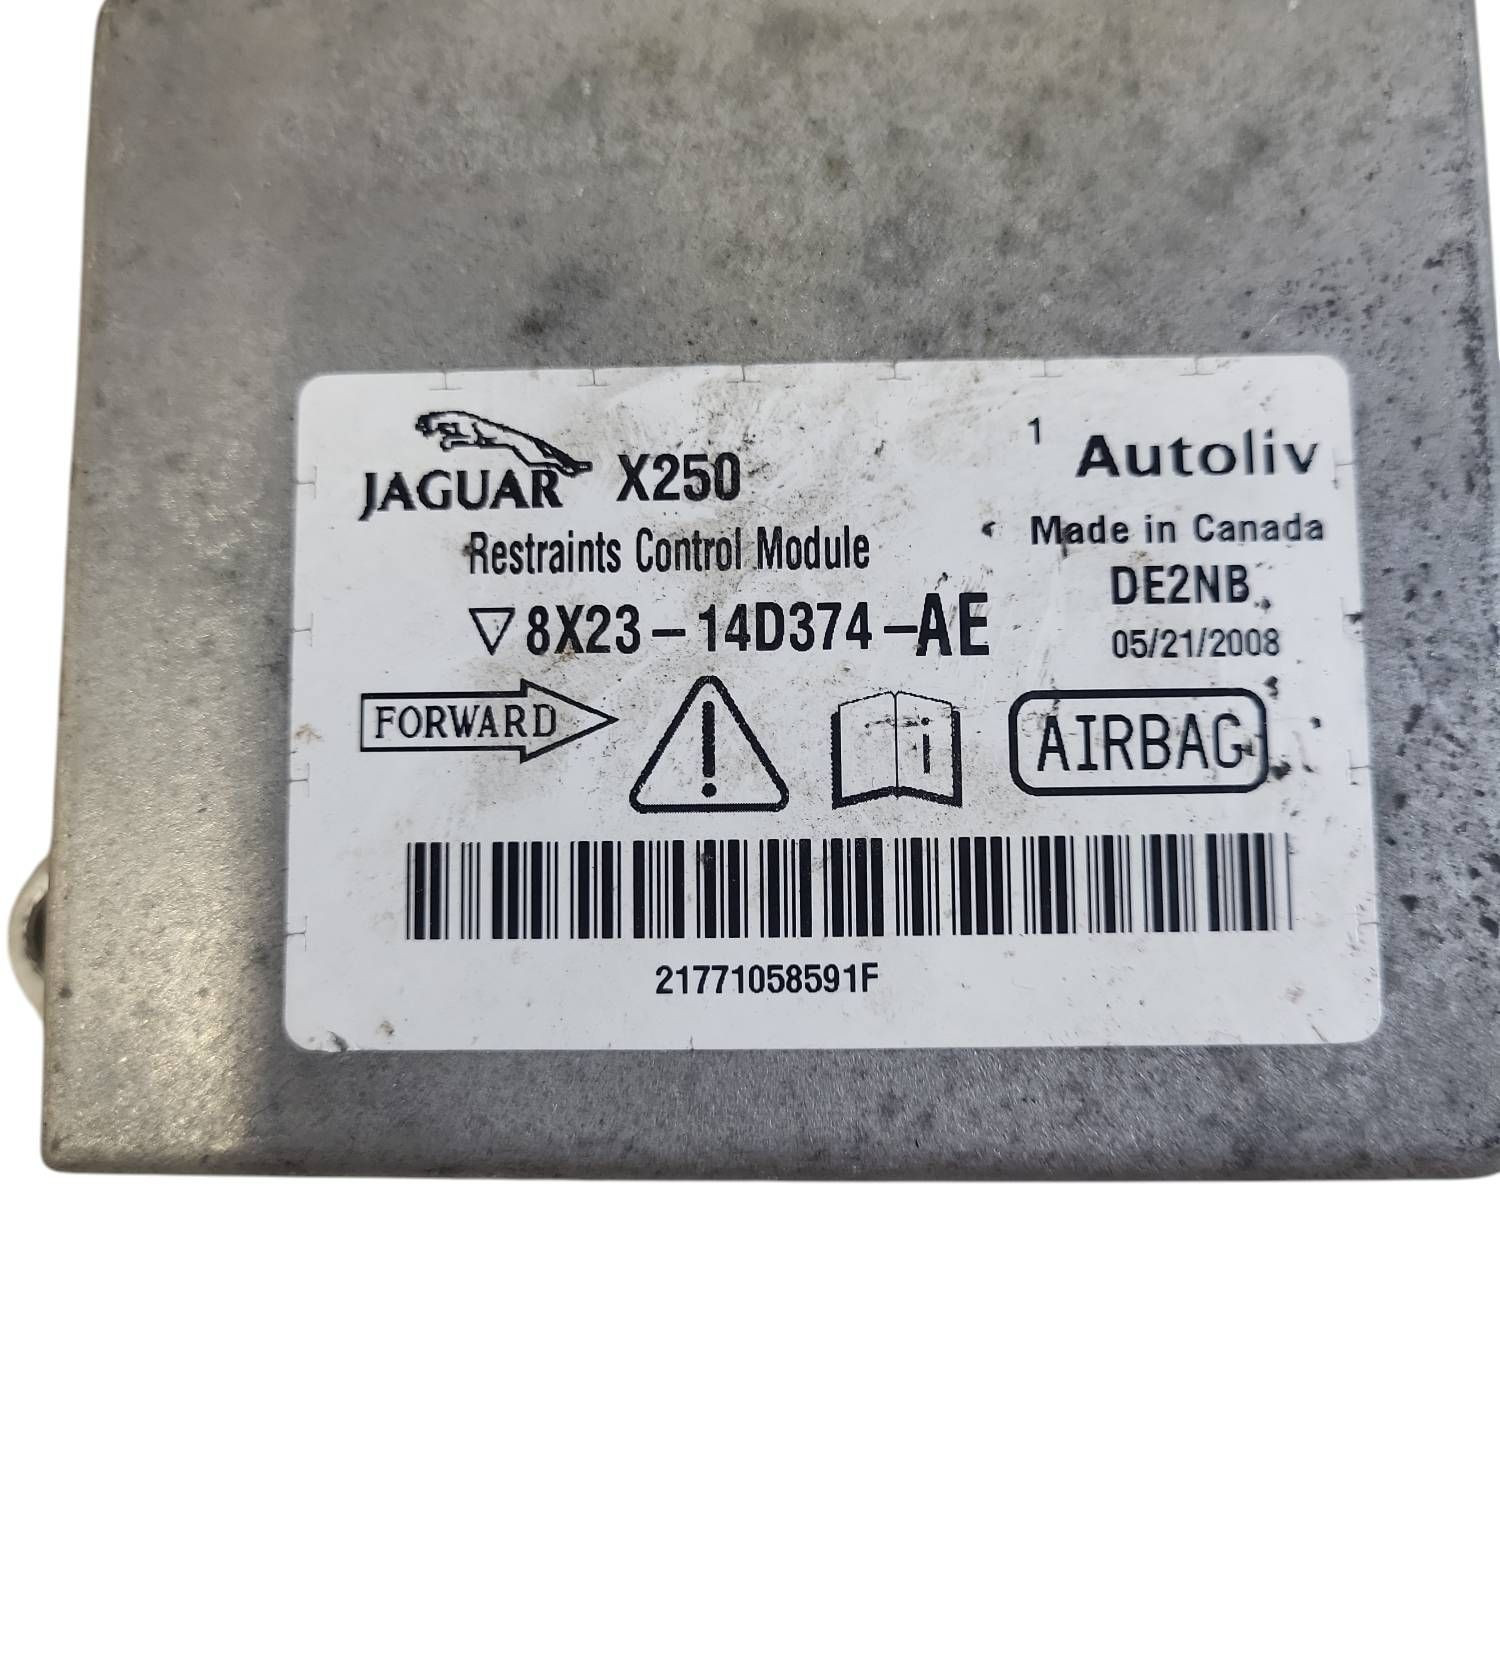 JAGUAR X250
1 Autoliv
Restraints Control Module
Made in Canada
DE2NB
8X23-14D374-AE
05/21/2008
FORWARD
i
AIRBAG
21771058591F